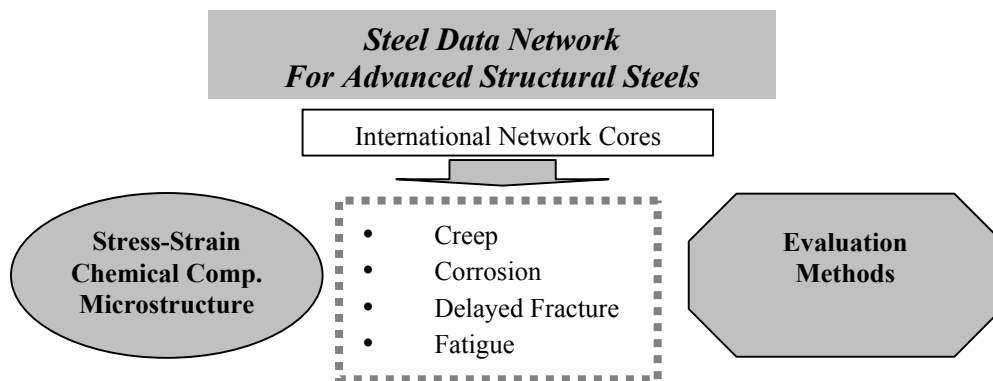 Steel Data Network
For Advanced Structural Steels
International Network Cores
Stress-Strain
Chemical Comp.
Microstructure
• Creep
• Corrosion
• Delayed Fracture
• Fatigue
Evaluation
Methods